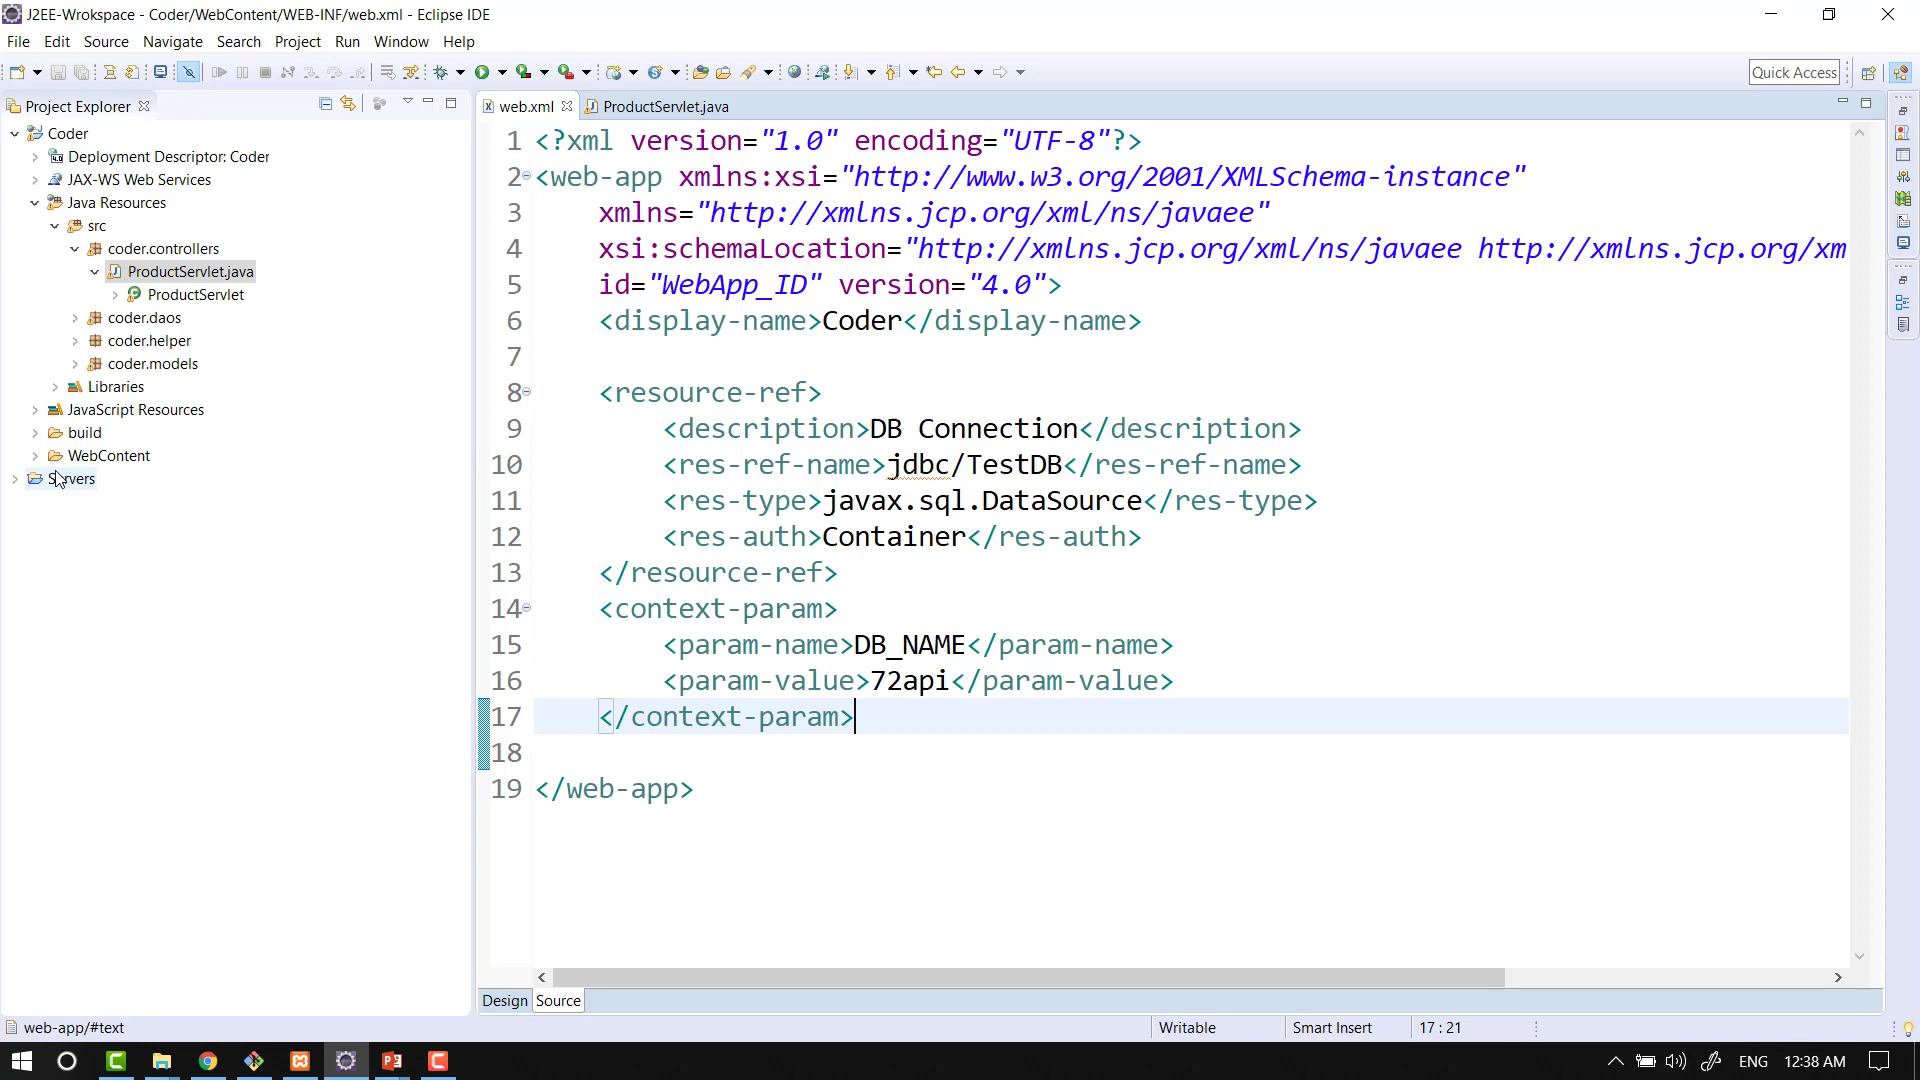 J2EE-Wrokspace - Coder/WebContent/WEB-INF/web.xml - Eclipse IDE
File Edit Source Navigate Search Project Run Window Help
Quick Access
Project Explorer
Coder
Deployment Descriptor: Coder
JAX-WS Web Services
Java Resources
src
coder.controllers
ProductServlet.java
ProductServlet
coder.daos
coder.helper
coder.models
Libraries
JavaScript Resources
build
WebContent
Servers
web.xml ProductServlet.java
1 <?xml version="1.0" encoding="UTF-8"?>
2 <web-app xmlns:xsi="http://www.w3.org/2001/XMLSchema-instance"
3 xmlns="http://xmlns.jcp.org/xml/ns/javaee"
4 xsi:schemaLocation="http://xmlns.jcp.org/xml/ns/javaee http://xmlns.jcp.org/xm
5 id="WebApp_ID" version="4.0">
6 <display-name>Coder</display-name>
7
8 <resource-ref>
9 <description>DB Connection</description>
10 <res-ref-name>jdbc/TestDB</res-ref-name>
11 <res-type>javax.sql.DataSource</res-type>
12 <res-auth>Container</res-auth>
13 </resource-ref>
14 <context-param>
15 <param-name>DB_NAME</param-name>
16 <param-value>72api</param-value>
17 </context-param>
18
19 </web-app>
Design Source
web-app/#text Writable Smart Insert 17 : 21
ENG 12:38 AM